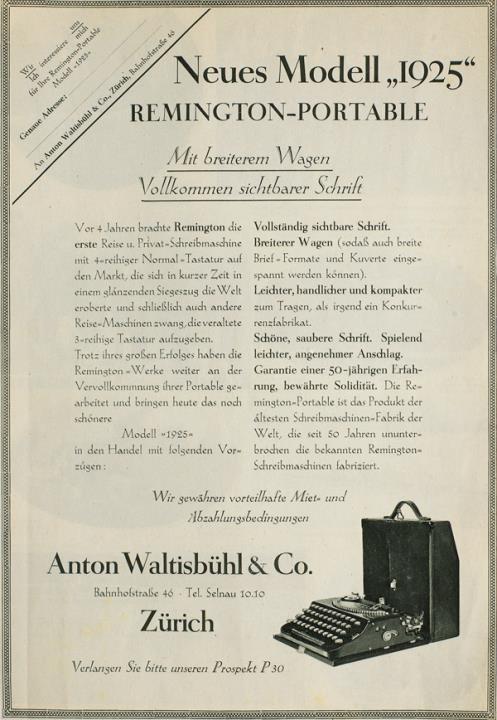 Wir interessiere uns
Ich mich
für Ihre Remington-Portable
Modell »1925«
Genaue Adresse:
An Anton Waltisbühl & Co., Zürich, Bahnhofstraße 46
Neues Modell „1925“
REMINGTON-PORTABLE
Mit breiterem Wagen
Vollkommen sichtbarer Schrift
Vor 4 Jahren brachte Remington die
erste Reise u. Privat-Schreibmaschine
mit 4-reihiger Normal-Tastatur auf
den Markt, die sich in kurzer Zeit in
einem glänzenden Siegeszug die Welt
eroberte und schließlich auch andere
Reise-Maschinen zwang, die veraltete
3-reihige Tastatur aufzugeben.
Trotz ihres großen Erfolges haben die
Remington-Werke weiter an der
Vervollkommnung ihrer Portable ge-
arbeitet und bringen heute das noch
schönere
Modell »1925«
in den Handel mit folgenden Vor-
zügen:
Vollständig sichtbare Schrift.
Breiterer Wagen (sodaß auch breite
Brief-Formate und Kuverte einge-
spannt werden können).
Leichter, handlicher und kompakter
zum Tragen, als irgend ein Konkur-
renzfabrikat.
Schöne, saubere Schrift. Spielend
leichter, angenehmer Anschlag.
Garantie einer 50-jährigen Erfah-
rung, bewährte Solidität. Die Re-
mington-Portable ist das Produkt der
ältesten Schreibmaschinen-Fabrik der
Welt, die seit 50 Jahren ununter-
brochen die bekannten Remington-
Schreibmaschinen fabriziert.
Wir gewähren vorteilhafte Miet- und
Abzahlungsbedingungen
Anton Waltisbühl & Co.
Bahnhofstraße 46 · Tel. Selnau 10.10
Zürich
Verlangen Sie bitte unseren Prospekt P 30